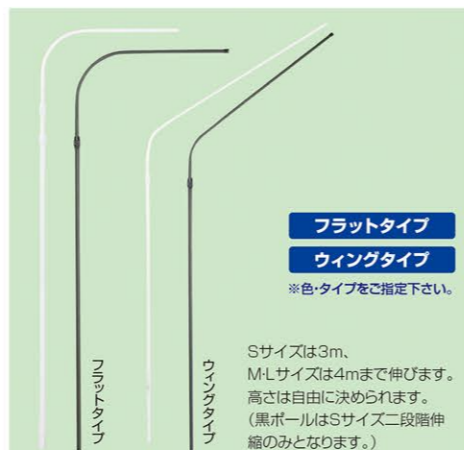 フラットタイプ
ウィングタイプ
※色・タイプをご指定下さい。
フラットタイプ
ウィングタイプ
Sサイズは3m、
M・Lサイズは4mまで伸びます。
高さは自由に決められます。
(黒ポールはSサイズ二段階伸
縮のみとなります。)